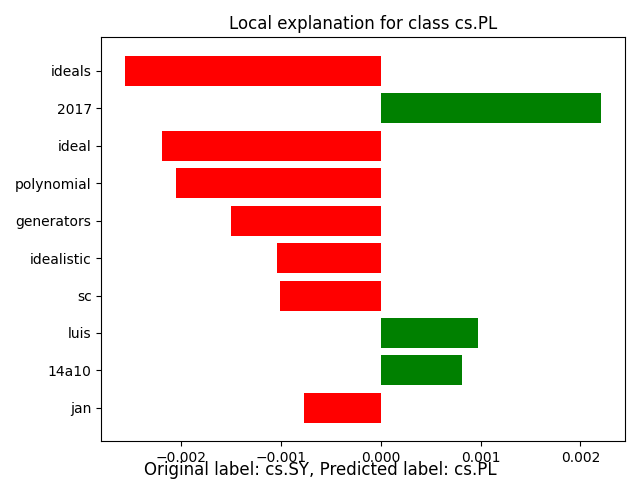 Local explanation for class cs.PL
ideals
2017
ideal
polynomial
generators
idealistic
sc
luis
14a10
jan
−0.002 −0.001 0.000 0.001 0.002
Original label: cs.SY, Predicted label: cs.PL